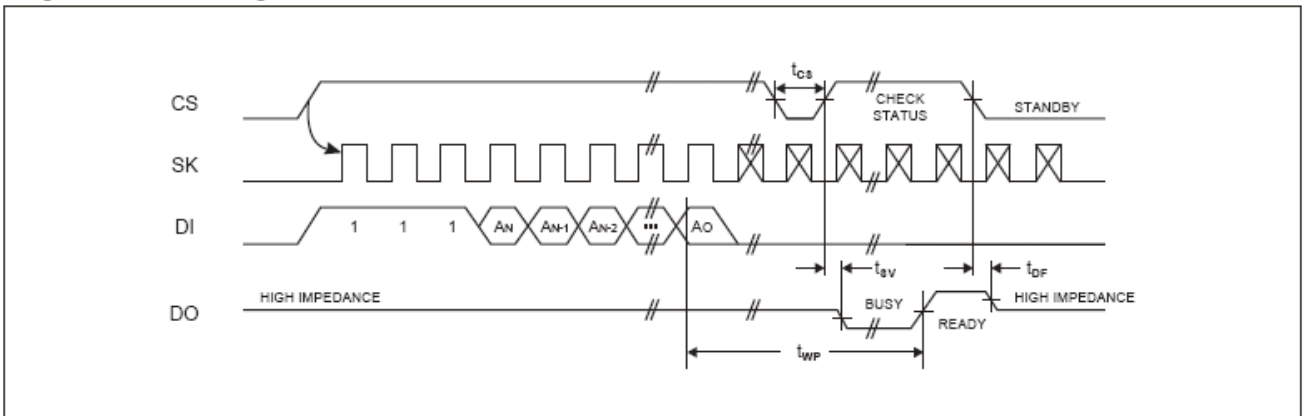 tCS
CS
CHECK
STATUS
STANDBY
SK
DI
1 1 1 AN AN-1 AN-2 ... AO
tSV
tDF
HIGH IMPEDANCE
BUSY
HIGH IMPEDANCE
DO
READY
tWP